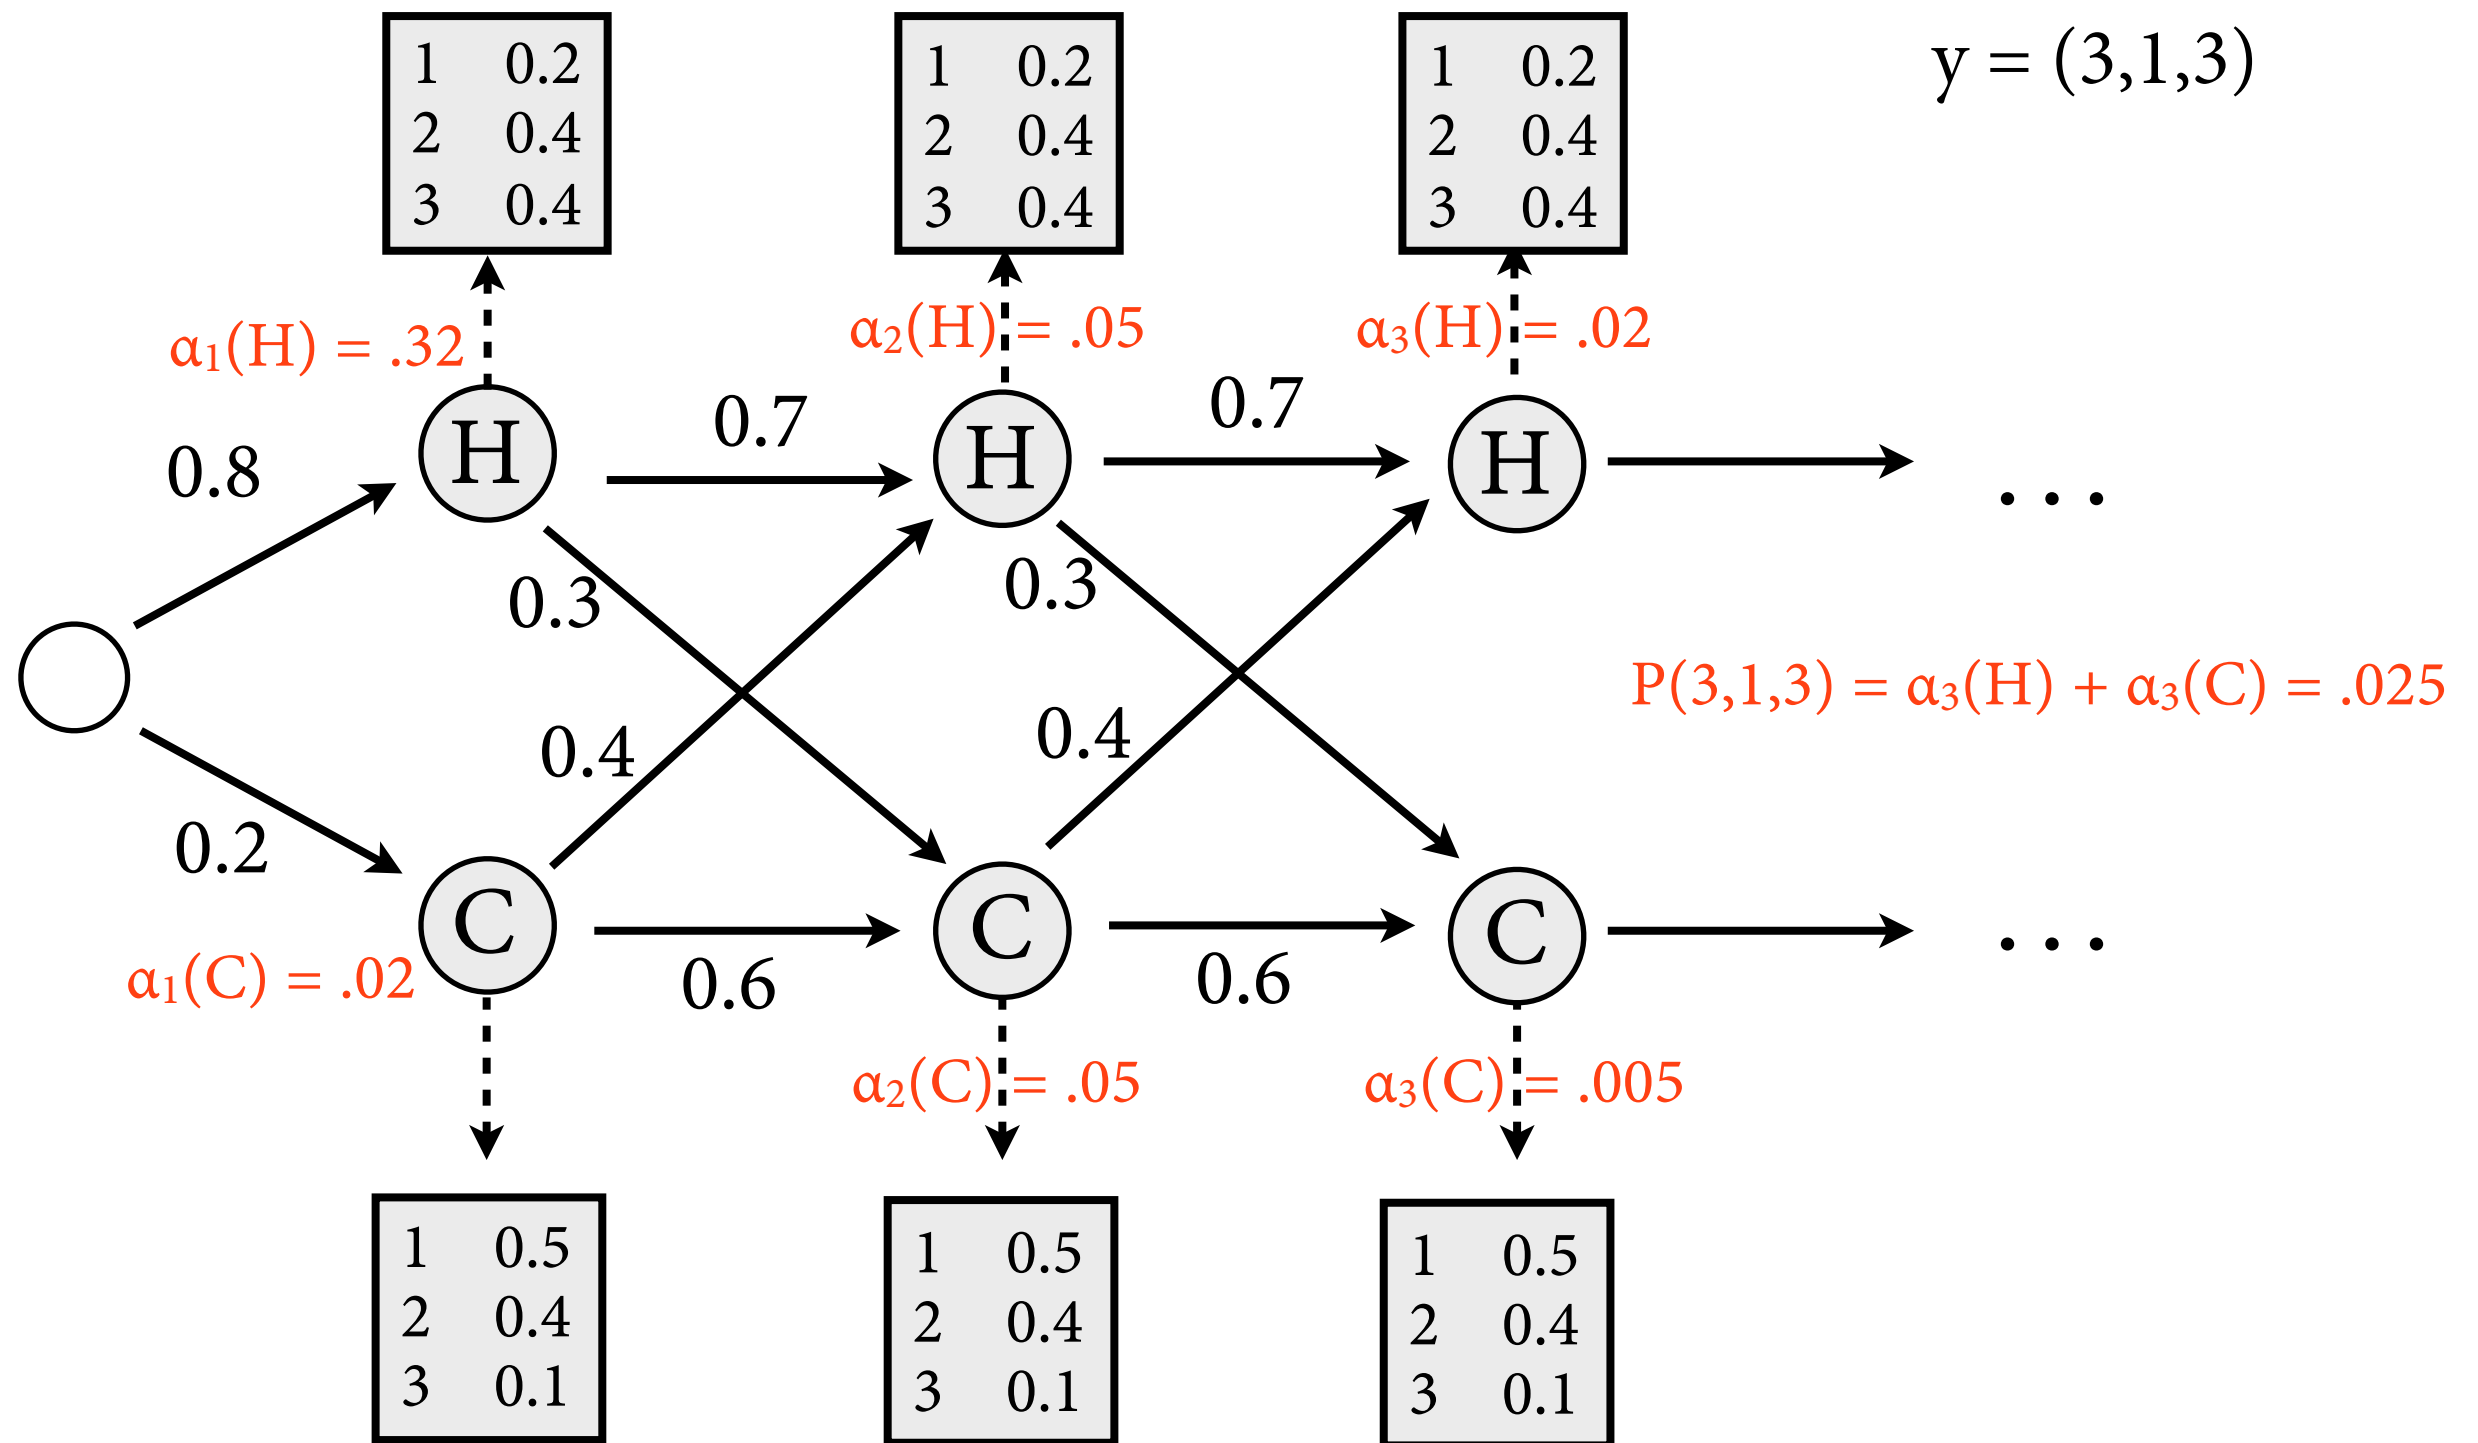 1 0.2
2 0.4
3 0.4
1 0.2
2 0.4
3 0.4
1 0.2
2 0.4
3 0.4
y = (3,1,3)
α₁(H) = .32
α₂(H) = .05
α₃(H) = .02
0.8
H
0.7
H
0.7
H
. . .
0.3
0.3
P(3,1,3) = α₃(H) + α₃(C) = .025
0.4
0.4
0.2
C
C
C
. . .
α₁(C) = .02
0.6
0.6
α₂(C) = .05
α₃(C) = .005
1 0.5
2 0.4
3 0.1
1 0.5
2 0.4
3 0.1
1 0.5
2 0.4
3 0.1